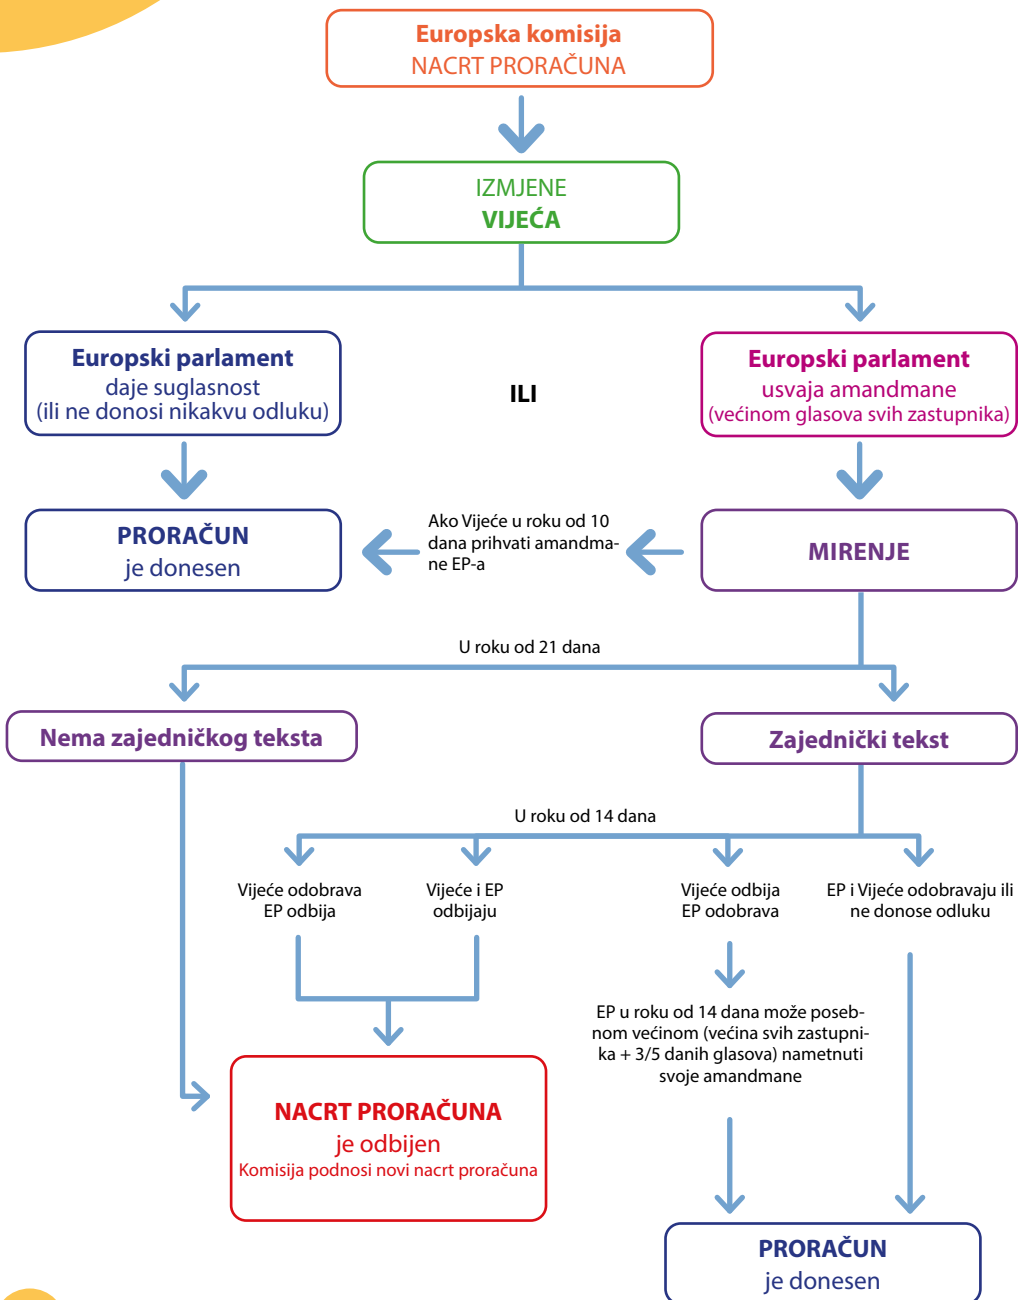 Europska komisija
NACRT PRORAČUNA
IZMJENE
VIJEĆA
Europski parlament
daje suglasnost
(ili ne donosi nikakvu odluku)
ILI
Europski parlament
usvaja amandmane
(većinom glasova svih zastupnika)
PRORAČUN
je donesen
Ako Vijeće u roku od 10
dana prihvati amandma-
ne EP-a
MIRENJE
U roku od 21 dana
Nema zajedničkog teksta
Zajednički tekst
U roku od 14 dana
Vijeće odobrava
EP odbija
Vijeće i EP
odbijaju
Vijeće odbija
EP odobrava
EP i Vijeće odobravaju ili
ne donose odluku
EP u roku od 14 dana može poseb-
nom većinom (većina svih zastupni-
ka + 3/5 danih glasova) nametnuti
svoje amandmane
NACRT PRORAČUNA
je odbijen
Komisija podnosi novi nacrt proračuna
PRORAČUN
je donesen